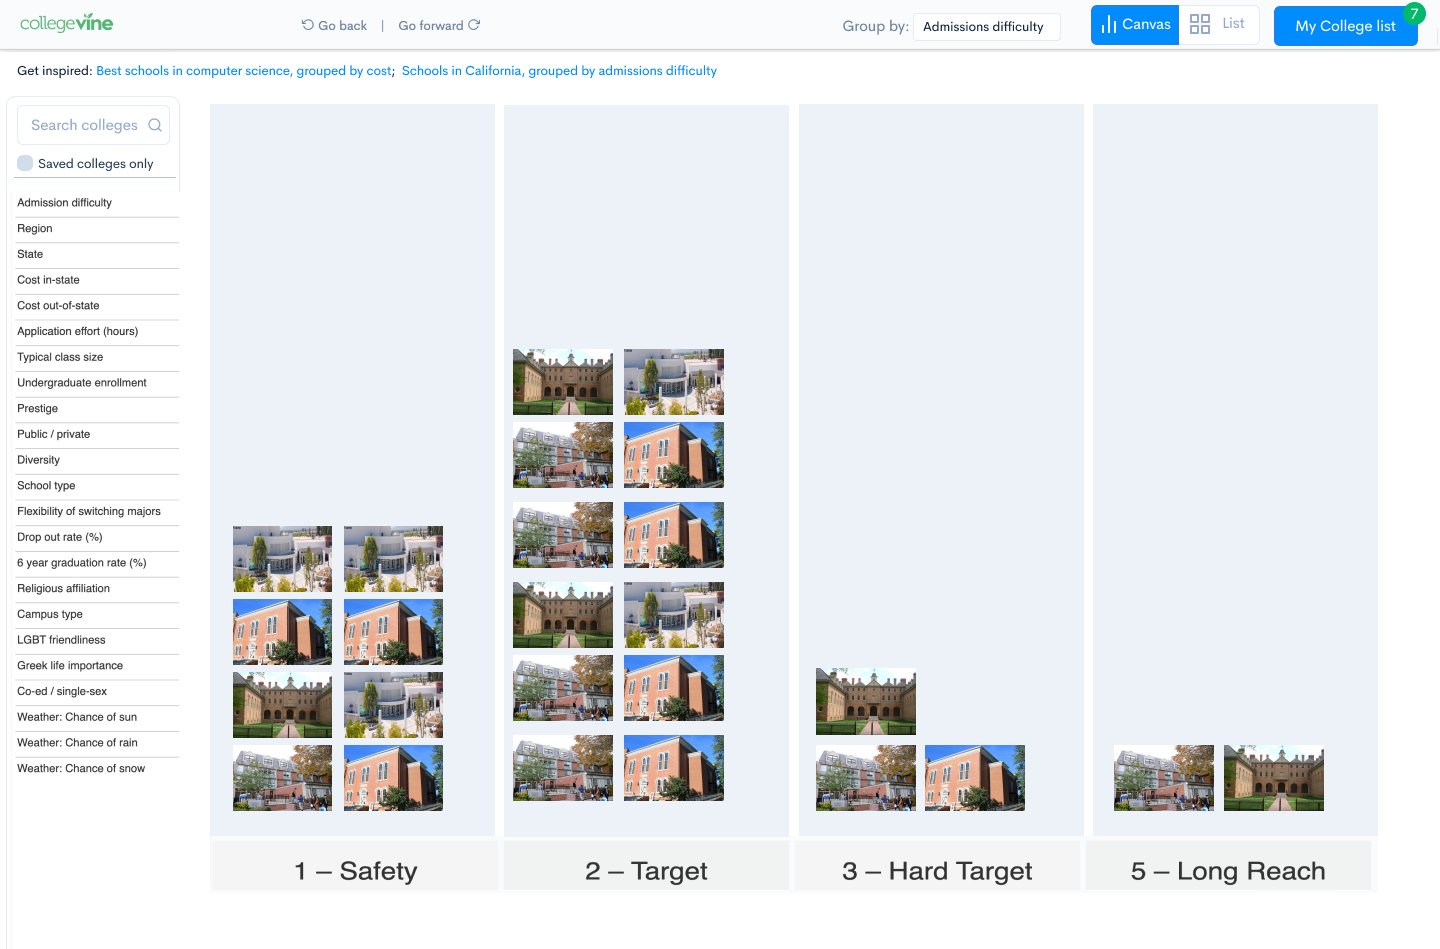 collegevine
Go back | Go forward
Group by: Admissions difficulty
Canvas
List
My College list
7
Get inspired: Best schools in computer science, grouped by cost; Schools in California, grouped by admissions difficulty
Search colleges
Saved colleges only
Admission difficulty
Region
State
Cost in-state
Cost out-of-state
Application effort (hours)
Typical class size
Undergraduate enrollment
Prestige
Public / private
Diversity
School type
Flexibility of switching majors
Drop out rate (%)
6 year graduation rate (%)
Religious affiliation
Campus type
LGBT friendliness
Greek life importance
Co-ed / single-sex
Weather: Chance of sun
Weather: Chance of rain
Weather: Chance of snow
1 – Safety
2 – Target
3 – Hard Target
5 – Long Reach